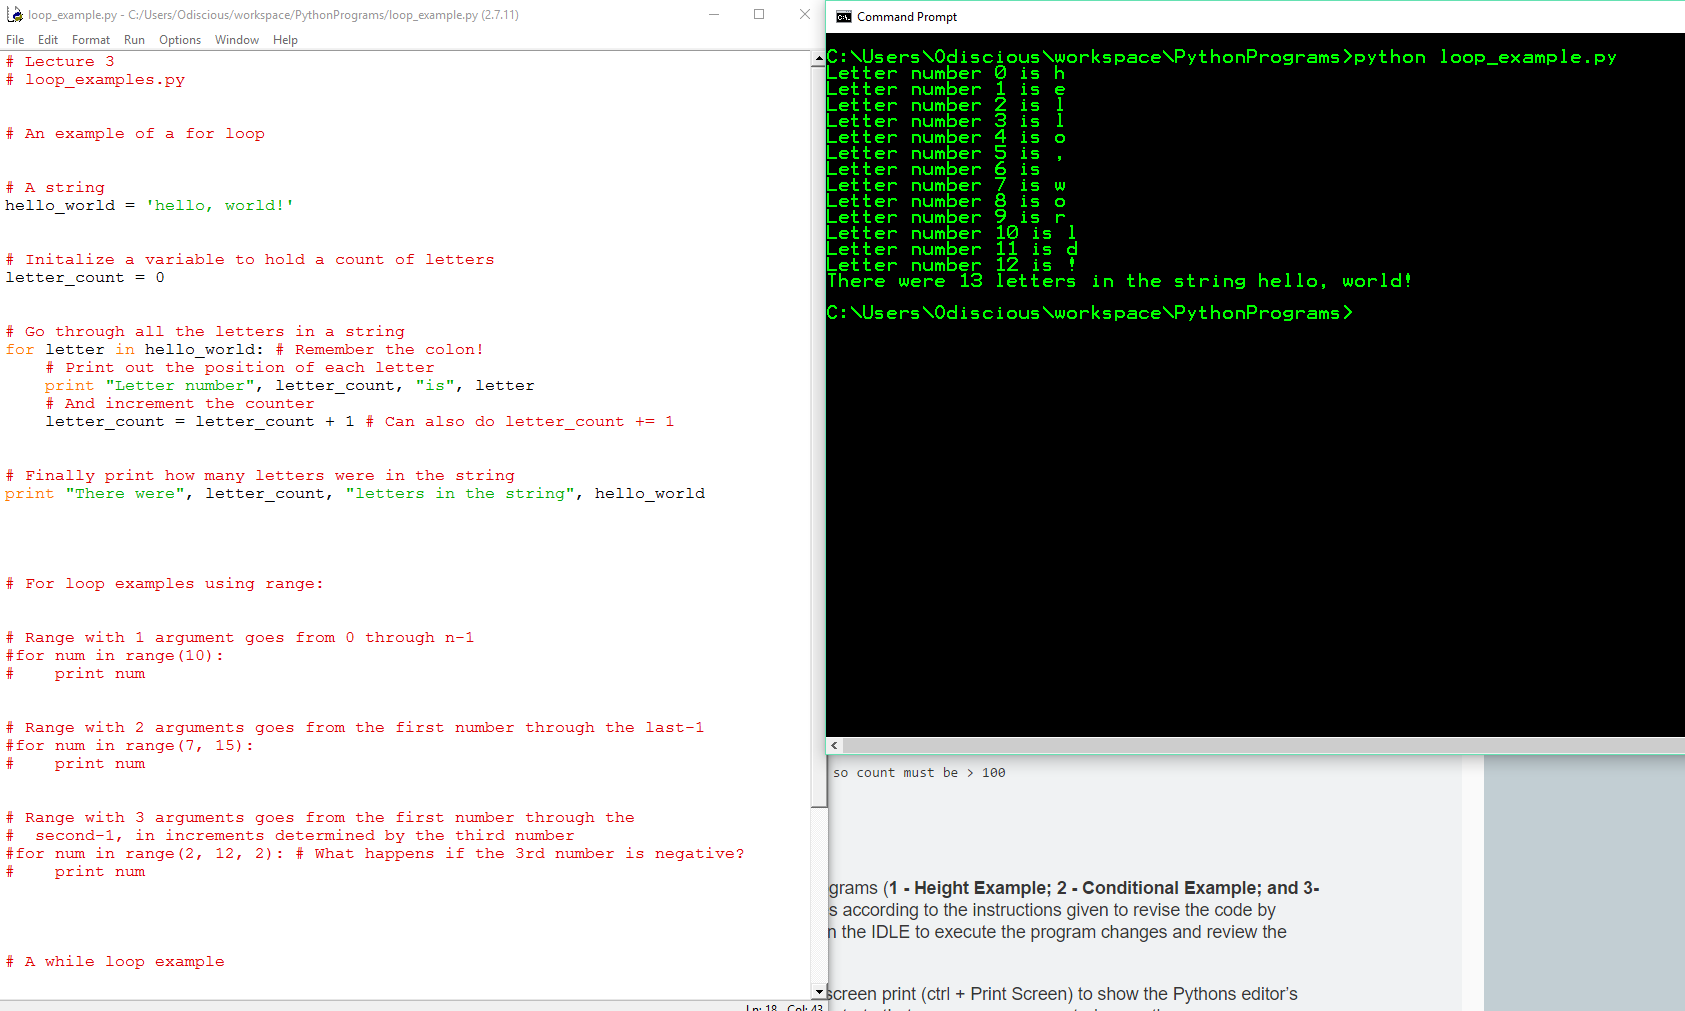 loop_example.py - C:/Users/Odiscious/workspace/PythonPrograms/loop_example.py (2.7.11)
File Edit Format Run Options Window Help
# Lecture 3
# loop_examples.py
# An example of a for loop
# A string
hello_world = 'hello, world!'
# Initalize a variable to hold a count of letters
letter_count = 0
# Go through all the letters in a string
for letter in hello_world: # Remember the colon!
    # Print out the position of each letter
    print "Letter number", letter_count, "is", letter
    # And increment the counter
    letter_count = letter_count + 1 # Can also do letter_count += 1
# Finally print how many letters were in the string
print "There were", letter_count, "letters in the string", hello_world
# For loop examples using range:
# Range with 1 argument goes from 0 through n-1
#for num in range(10):
#    print num
# Range with 2 arguments goes from the first number through the last-1
#for num in range(7, 15):
#    print num
# Range with 3 arguments goes from the first number through the
#  second-1, in increments determined by the third number
#for num in range(2, 12, 2): # What happens if the 3rd number is negative?
#    print num
# A while loop example
Ln: 18 Col: 43
Command Prompt
C:\Users\Odiscious\workspace\PythonPrograms>python loop_example.py
Letter number 0 is h
Letter number 1 is e
Letter number 2 is l
Letter number 3 is l
Letter number 4 is o
Letter number 5 is ,
Letter number 6 is
Letter number 7 is w
Letter number 8 is o
Letter number 9 is r
Letter number 10 is l
Letter number 11 is d
Letter number 12 is !
There were 13 letters in the string hello, world!
C:\Users\Odiscious\workspace\PythonPrograms>
so count must be > 100
grams (1 - Height Example; 2 - Conditional Example; and 3-
s according to the instructions given to revise the code by
n the IDLE to execute the program changes and review the
screen print (ctrl + Print Screen) to show the Pythons editor's